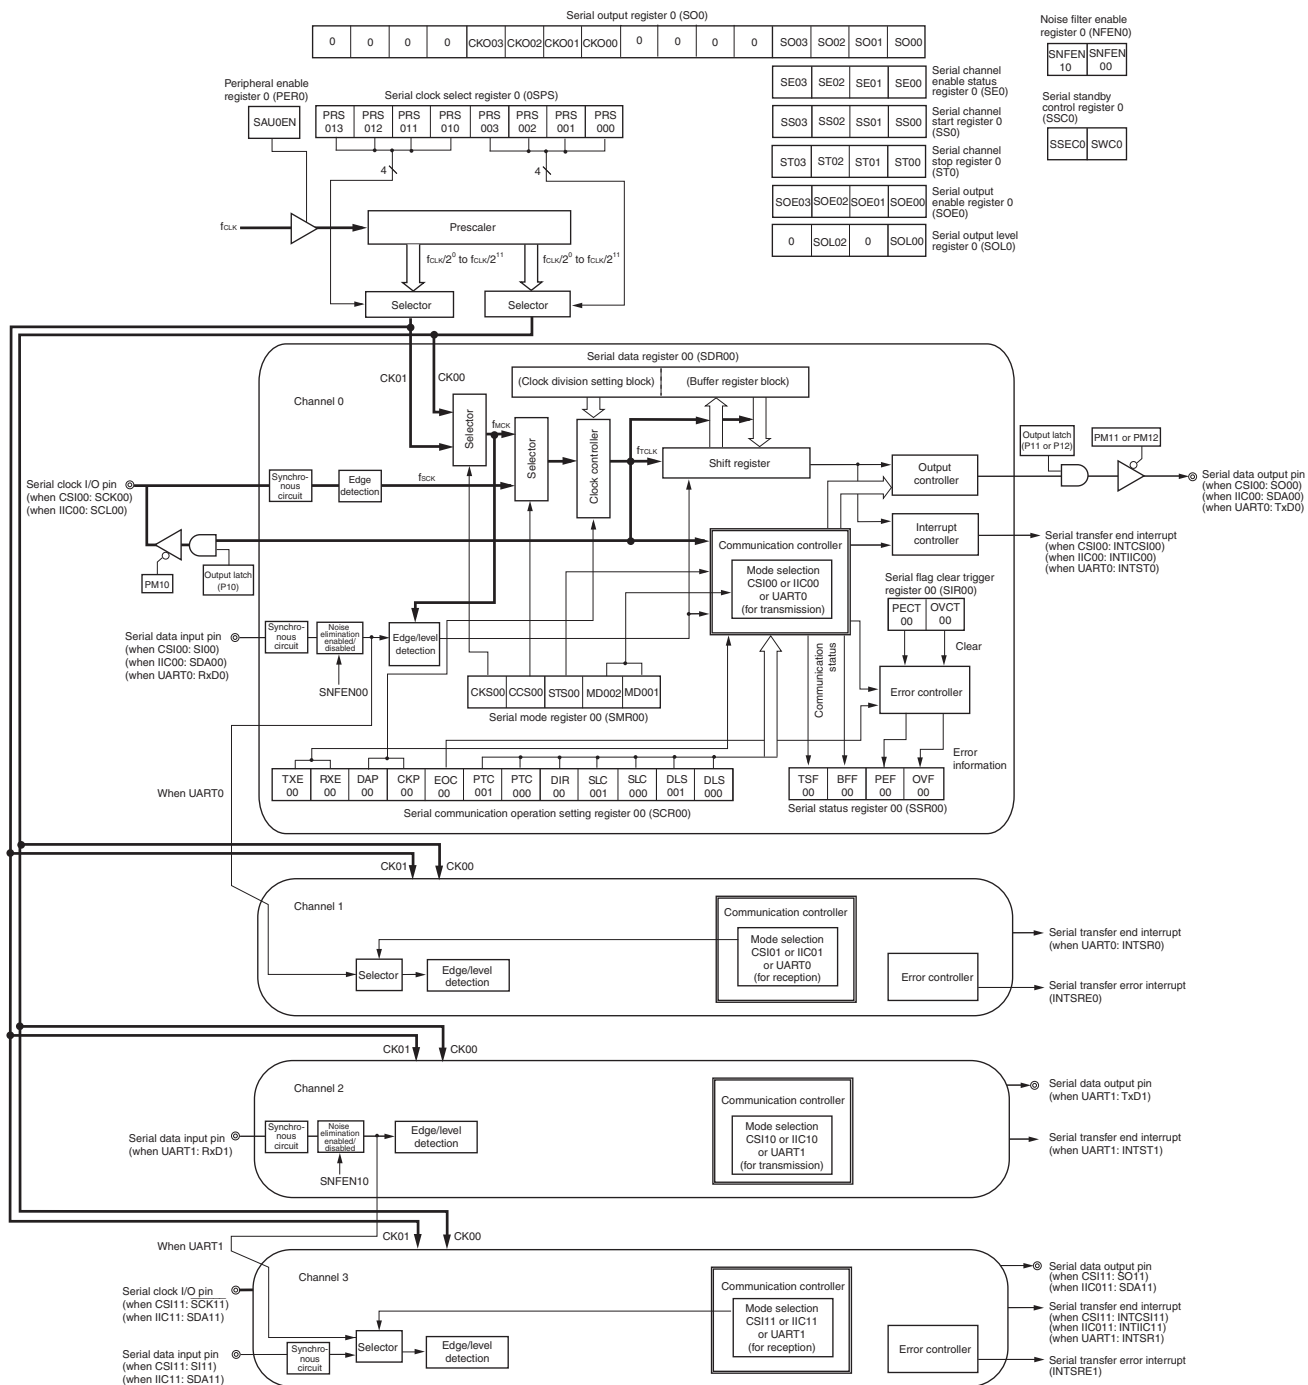 Serial output register 0 (SO0)
0 0 0 0 CKO03 CKO02 CKO01 CKO00 0 0 0 0 SO03 SO02 SO01 SO00
Noise filter enable
register 0 (NFEN0)
SNFEN
10
SNFEN
00
Peripheral enable
register 0 (PER0)
SAU0EN
Serial clock select register 0 (0SPS)
PRS
013
PRS
012
PRS
011
PRS
010
PRS
003
PRS
002
PRS
001
PRS
000
4
4
SE03 SE02 SE01 SE00
Serial channel
enable status
register 0 (SE0)
SS03 SS02 SS01 SS00
Serial channel
start register 0
(SS0)
ST03 ST02 ST01 ST00
Serial channel
stop register 0
(ST0)
SOE03 SOE02 SOE01 SOE00
Serial output
enable register 0
(SOE0)
0 SOL02 0 SOL00
Serial output level
register 0 (SOL0)
Serial standby
control register 0
(SSC0)
SSEC0 SWC0
fCLK
Prescaler
fCLK/2⁰ to fCLK/2¹¹
fCLK/2⁰ to fCLK/2¹¹
Selector
Selector
CK01
CK00
Channel 0
Serial data register 00 (SDR00)
(Clock division setting block)
(Buffer register block)
Selector
fMCK
Selector
Clock controller
fTCLK
Shift register
Output
controller
Output latch
(P11 or P12)
PM11 or PM12
Serial data output pin
(when CSI00: SO00)
(when IIC00: SDA00)
(when UART0: TxD0)
Serial clock I/O pin
(when CSI00: SCK00)
(when IIC00: SCL00)
Synchro-
nous
circuit
Edge
detection
fSCK
PM10
Output latch
(P10)
Communication controller
Mode selection
CSI00 or IIC00
or UART0
(for transmission)
Interrupt
controller
Serial transfer end interrupt
(when CSI00: INTCSI00)
(when IIC00: INTIIC00)
(when UART0: INTST0)
Serial flag clear trigger
register 00 (SIR00)
PECT
00
OVCT
00
Clear
Serial data input pin
(when CSI00: SI00)
(when IIC00: SDA00)
(when UART0: RxD0)
Synchro-
nous
circuit
Noise
elimination
enabled/
disabled
Edge/level
detection
SNFEN00
CKS00 CCS00 STS00 MD002 MD001
Serial mode register 00 (SMR00)
Communication
status
Error controller
Error
information
When UART0
TXE
00
RXE
00
DAP
00
CKP
00
EOC
00
PTC
001
PTC
000
DIR
00
SLC
001
SLC
000
DLS
001
DLS
000
Serial communication operation setting register 00 (SCR00)
TSF
00
BFF
00
PEF
00
OVF
00
Serial status register 00 (SSR00)
CK01
CK00
Channel 1
Communication controller
Mode selection
CSI01 or IIC01
or UART0
(for reception)
Selector
Edge/level
detection
Error controller
Serial transfer end interrupt
(when UART0: INTSR0)
Serial transfer error interrupt
(INTSRE0)
CK01
CK00
Channel 2
Communication controller
Mode selection
CSI10 or IIC10
or UART1
(for transmission)
Serial data input pin
(when UART1: RxD1)
Synchro-
nous
circuit
Noise
elimination
enabled/
disabled
Edge/level
detection
SNFEN10
Serial data output pin
(when UART1: TxD1)
Serial transfer end interrupt
(when UART1: INTST1)
When UART1
CK01
CK00
Channel 3
Serial clock I/O pin
(when CSI11: SCK11)
(when IIC11: SDA11)
Serial data input pin
(when CSI11: SI11)
(when IIC11: SDA11)
Synchro-
nous
circuit
Selector
Edge/level
detection
Communication controller
Mode selection
CSI11 or IIC11
or UART1
(for reception)
Error controller
Serial data output pin
(when CSI11: SO11)
(when IIC011: SDA11)
Serial transfer end interrupt
(when CSI11: INTCSI11)
(when IIC011: INTIIC11)
(when UART1: INTSR1)
Serial transfer error interrupt
(INTSRE1)